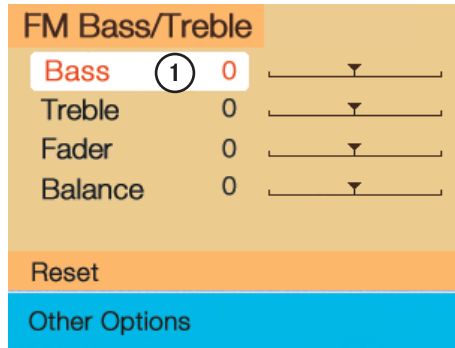 FM Bass/Treble
Bass 1 0
Treble 0
Fader 0
Balance 0
Reset
Other Options